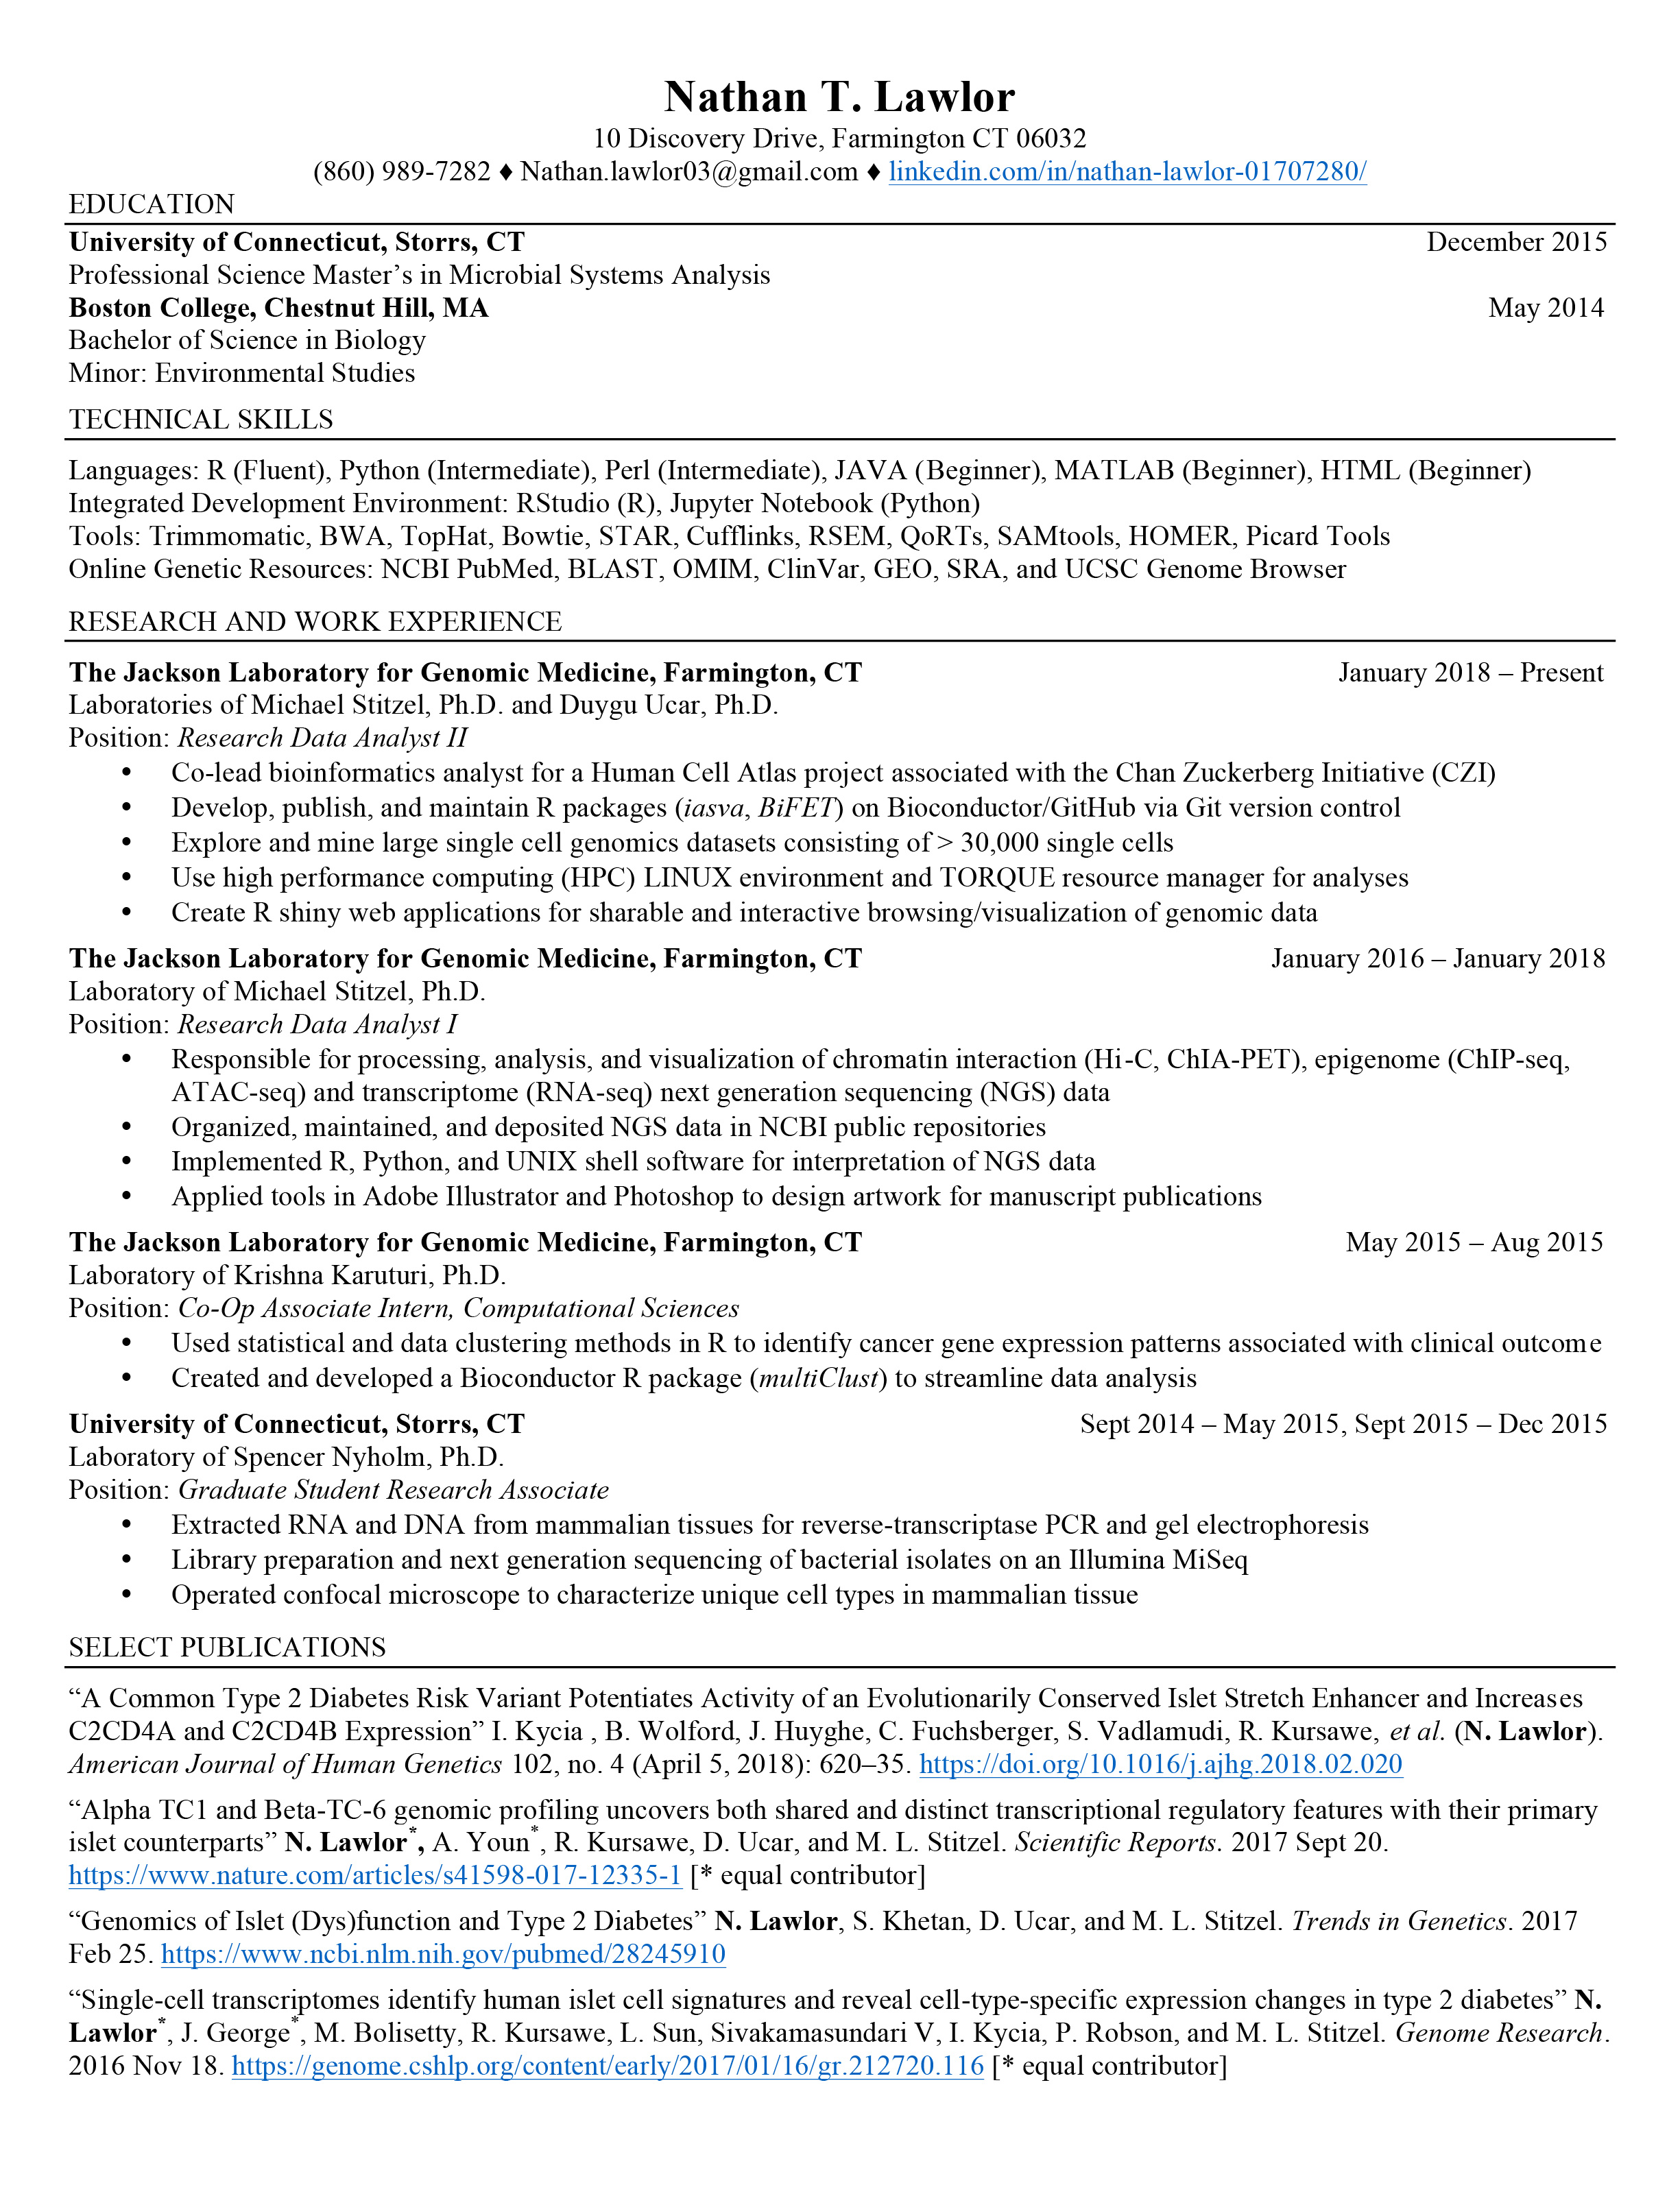 Nathan T. Lawlor
10 Discovery Drive, Farmington CT 06032
(860) 989-7282 ♦ Nathan.lawlor03@gmail.com ♦ linkedin.com/in/nathan-lawlor-01707280/
EDUCATION
University of Connecticut, Storrs, CT December 2015
Professional Science Master’s in Microbial Systems Analysis
Boston College, Chestnut Hill, MA May 2014
Bachelor of Science in Biology
Minor: Environmental Studies
TECHNICAL SKILLS
Languages: R (Fluent), Python (Intermediate), Perl (Intermediate), JAVA (Beginner), MATLAB (Beginner), HTML (Beginner)
Integrated Development Environment: RStudio (R), Jupyter Notebook (Python)
Tools: Trimmomatic, BWA, TopHat, Bowtie, STAR, Cufflinks, RSEM, QoRTs, SAMtools, HOMER, Picard Tools
Online Genetic Resources: NCBI PubMed, BLAST, OMIM, ClinVar, GEO, SRA, and UCSC Genome Browser
RESEARCH AND WORK EXPERIENCE
The Jackson Laboratory for Genomic Medicine, Farmington, CT January 2018 – Present
Laboratories of Michael Stitzel, Ph.D. and Duygu Ucar, Ph.D.
Position: Research Data Analyst II
• Co-lead bioinformatics analyst for a Human Cell Atlas project associated with the Chan Zuckerberg Initiative (CZI)
• Develop, publish, and maintain R packages (iasva, BiFET) on Bioconductor/GitHub via Git version control
• Explore and mine large single cell genomics datasets consisting of > 30,000 single cells
• Use high performance computing (HPC) LINUX environment and TORQUE resource manager for analyses
• Create R shiny web applications for sharable and interactive browsing/visualization of genomic data
The Jackson Laboratory for Genomic Medicine, Farmington, CT January 2016 – January 2018
Laboratory of Michael Stitzel, Ph.D.
Position: Research Data Analyst I
• Responsible for processing, analysis, and visualization of chromatin interaction (Hi-C, ChIA-PET), epigenome (ChIP-seq,
ATAC-seq) and transcriptome (RNA-seq) next generation sequencing (NGS) data
• Organized, maintained, and deposited NGS data in NCBI public repositories
• Implemented R, Python, and UNIX shell software for interpretation of NGS data
• Applied tools in Adobe Illustrator and Photoshop to design artwork for manuscript publications
The Jackson Laboratory for Genomic Medicine, Farmington, CT May 2015 – Aug 2015
Laboratory of Krishna Karuturi, Ph.D.
Position: Co-Op Associate Intern, Computational Sciences
• Used statistical and data clustering methods in R to identify cancer gene expression patterns associated with clinical outcome
• Created and developed a Bioconductor R package (multiClust) to streamline data analysis
University of Connecticut, Storrs, CT Sept 2014 – May 2015, Sept 2015 – Dec 2015
Laboratory of Spencer Nyholm, Ph.D.
Position: Graduate Student Research Associate
• Extracted RNA and DNA from mammalian tissues for reverse-transcriptase PCR and gel electrophoresis
• Library preparation and next generation sequencing of bacterial isolates on an Illumina MiSeq
• Operated confocal microscope to characterize unique cell types in mammalian tissue
SELECT PUBLICATIONS
“A Common Type 2 Diabetes Risk Variant Potentiates Activity of an Evolutionarily Conserved Islet Stretch Enhancer and Increases
C2CD4A and C2CD4B Expression” I. Kycia , B. Wolford, J. Huyghe, C. Fuchsberger, S. Vadlamudi, R. Kursawe, et al. (N. Lawlor).
American Journal of Human Genetics 102, no. 4 (April 5, 2018): 620–35. https://doi.org/10.1016/j.ajhg.2018.02.020
“Alpha TC1 and Beta-TC-6 genomic profiling uncovers both shared and distinct transcriptional regulatory features with their primary
islet counterparts” N. Lawlor*, A. Youn*, R. Kursawe, D. Ucar, and M. L. Stitzel. Scientific Reports. 2017 Sept 20.
https://www.nature.com/articles/s41598-017-12335-1 [* equal contributor]
“Genomics of Islet (Dys)function and Type 2 Diabetes” N. Lawlor, S. Khetan, D. Ucar, and M. L. Stitzel. Trends in Genetics. 2017
Feb 25. https://www.ncbi.nlm.nih.gov/pubmed/28245910
“Single-cell transcriptomes identify human islet cell signatures and reveal cell-type-specific expression changes in type 2 diabetes” N.
Lawlor*, J. George*, M. Bolisetty, R. Kursawe, L. Sun, Sivakamasundari V, I. Kycia, P. Robson, and M. L. Stitzel. Genome Research.
2016 Nov 18. https://genome.cshlp.org/content/early/2017/01/16/gr.212720.116 [* equal contributor]